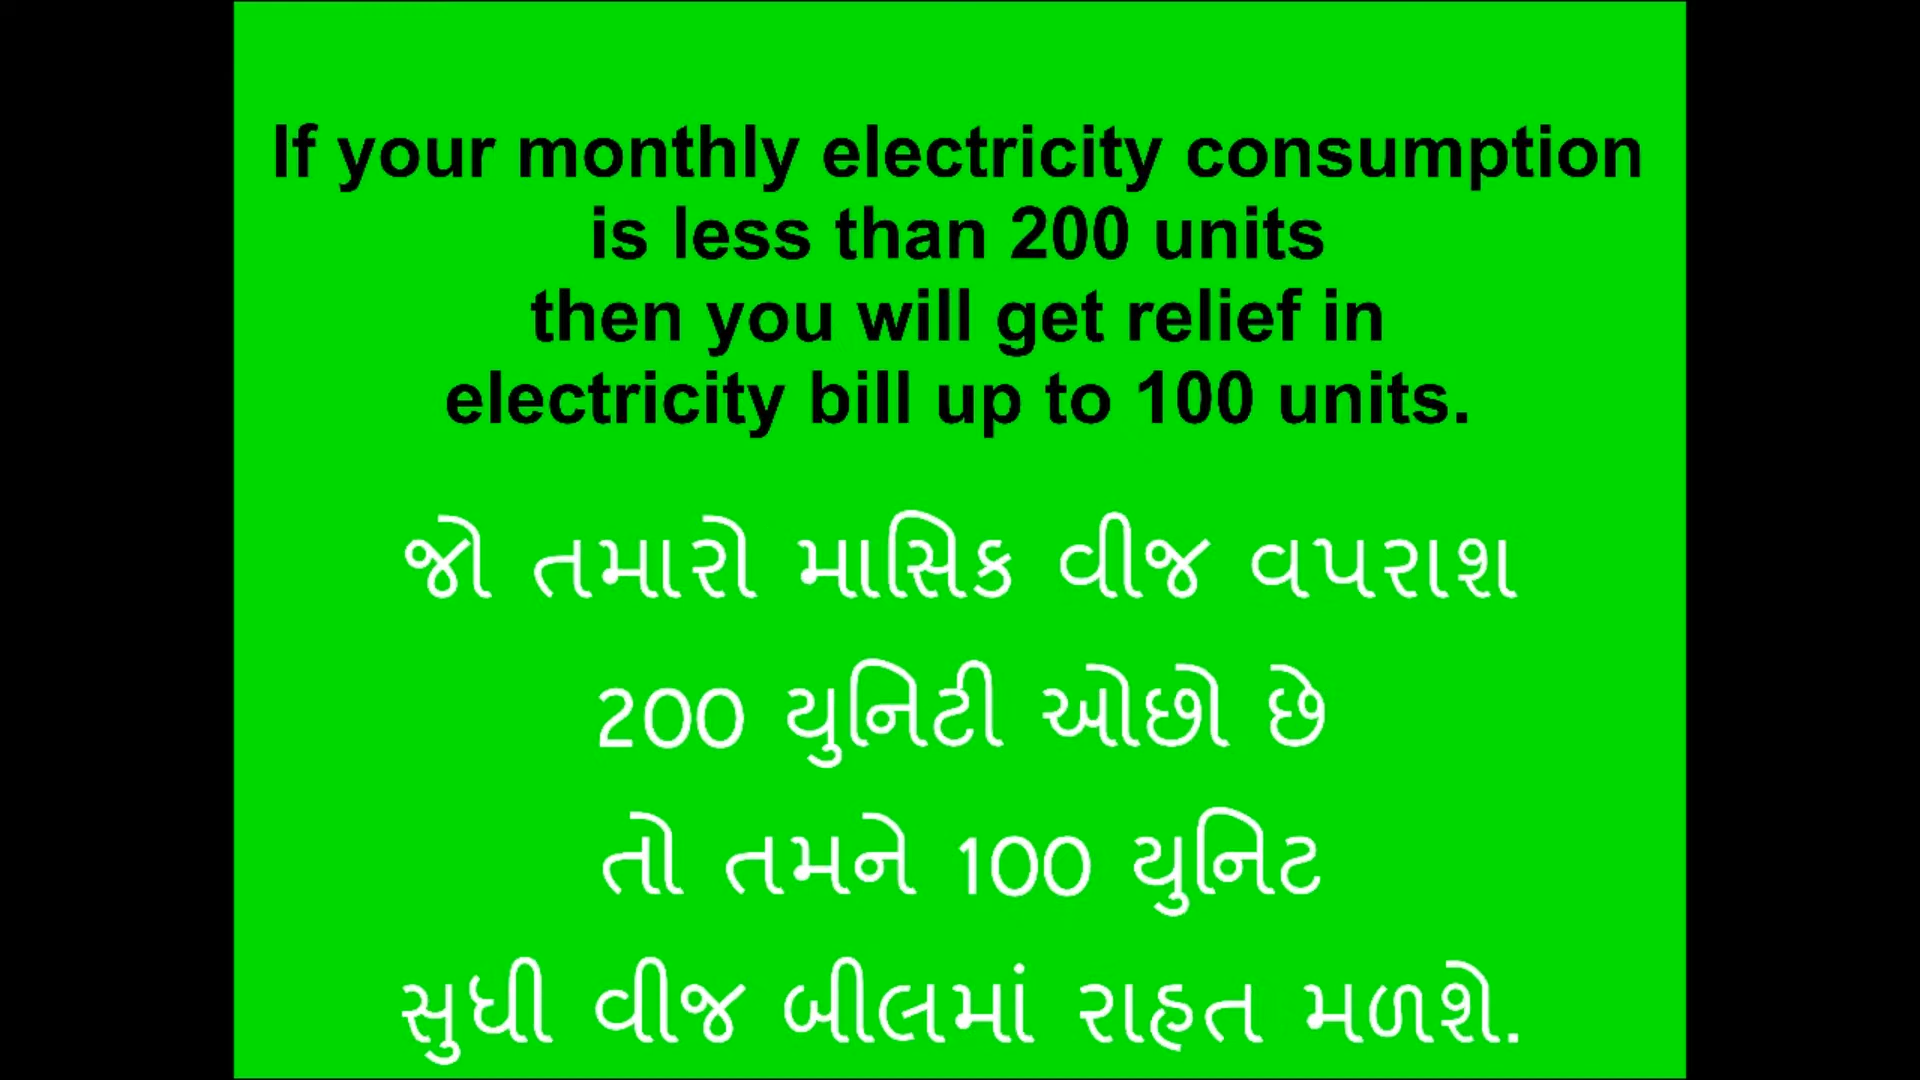 If your monthly electricity consumption
is less than 200 units
then you will get relief in
electricity bill up to 100 units.
જો તમારો માસિક વીજ વપરાશ
200 યુનિટી ઓછો છે
તો તમને 100 યુનિટ
સુધી વીજ બીલમાં રાહત મળશે.